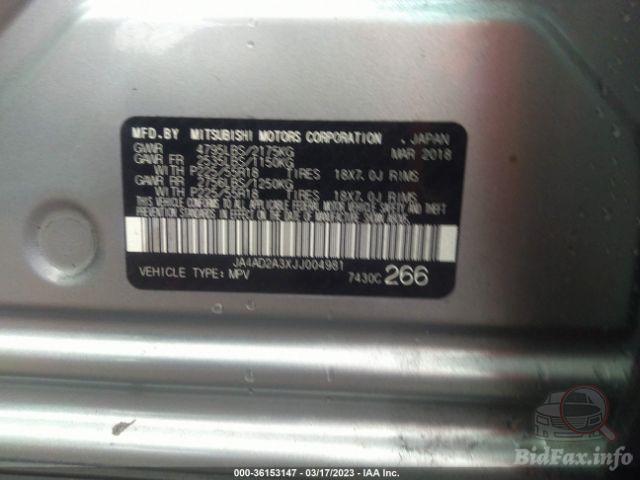 MFD.BY MITSUBISHI MOTORS CORPORATION , JAPAN
GVWR 4795LBS/2175KG MAR 2018
GAWR FR 2535LBS/1150KG
WITH P225/55R18 TIRES 18X7.0J RIMS
GAWR RR 2756LBS/1250KG
WITH P225/55R18 TIRES 18X7.0J RIMS
THIS VEHICLE CONFORMS TO ALL APPLICABLE FEDERAL MOTOR VEHICLE SAFETY AND THEFT
PREVENTION STANDARDS IN EFFECT ON THE DATE OF MANUFACTURE SHOWN ABOVE.
JA4AD2A3XJJ004981
VEHICLE TYPE: MPV 7430C 266
BidFax.info
000-36153147 - 03/17/2023 - IAA Inc.